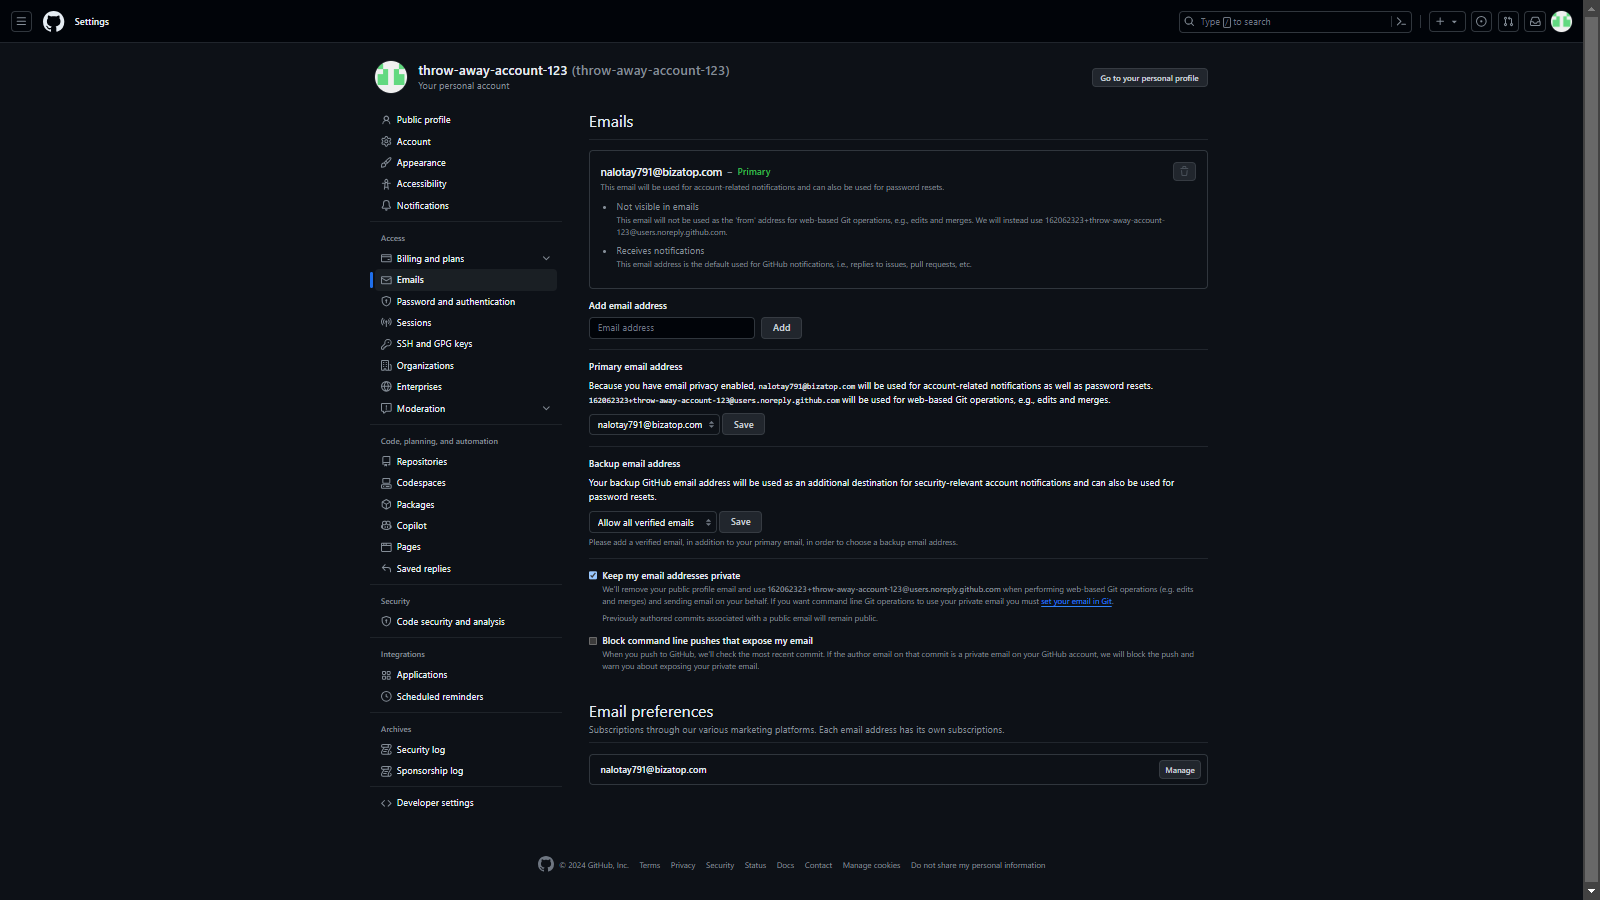 Settings
Type / to search
throw-away-account-123 (throw-away-account-123)
Your personal account
Go to your personal profile
Public profile
Account
Appearance
Accessibility
Notifications
Access
Billing and plans
Emails
Password and authentication
Sessions
SSH and GPG keys
Organizations
Enterprises
Moderation
Code, planning, and automation
Repositories
Codespaces
Packages
Copilot
Pages
Saved replies
Security
Code security and analysis
Integrations
Applications
Scheduled reminders
Archives
Security log
Sponsorship log
Developer settings
Emails
nalotay791@bizatop.com – Primary
This email will be used for account-related notifications and can also be used for password resets.
• Not visible in emails
This email will not be used as the 'from' address for web-based Git operations, e.g., edits and merges. We will instead use 162062323+throw-away-account-
123@users.noreply.github.com.
• Receives notifications
This email address is the default used for GitHub notifications, i.e., replies to issues, pull requests, etc.
Add email address
Email address
Add
Primary email address
Because you have email privacy enabled, nalotay791@bizatop.com will be used for account-related notifications as well as password resets.
162062323+throw-away-account-123@users.noreply.github.com will be used for web-based Git operations, e.g., edits and merges.
nalotay791@bizatop.com Save
Backup email address
Your backup GitHub email address will be used as an additional destination for security-relevant account notifications and can also be used for
password resets.
Allow all verified emails Save
Please add a verified email, in addition to your primary email, in order to choose a backup email address.
Keep my email addresses private
We'll remove your public profile email and use 162062323+throw-away-account-123@users.noreply.github.com when performing web-based Git operations (e.g. edits
and merges) and sending email on your behalf. If you want command line Git operations to use your private email you must set your email in Git.
Previously authored commits associated with a public email will remain public.
Block command line pushes that expose my email
When you push to GitHub, we'll check the most recent commit. If the author email on that commit is a private email on your GitHub account, we will block the push and
warn you about exposing your private email.
Email preferences
Subscriptions through our various marketing platforms. Each email address has its own subscriptions.
nalotay791@bizatop.com
Manage
© 2024 GitHub, Inc. Terms Privacy Security Status Docs Contact Manage cookies Do not share my personal information